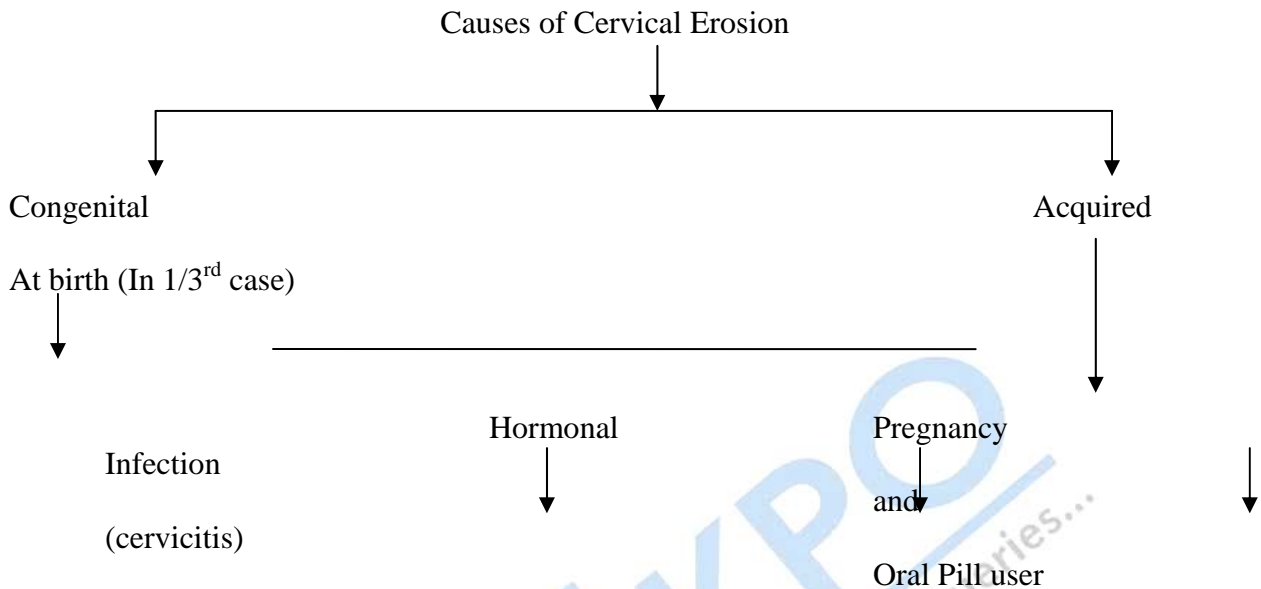 Causes of Cervical Erosion
Congenital
Acquired
At birth (In 1/3rd case)
Hormonal
Pregnancy
Infection
and
(cervicitis)
Oral Pill user